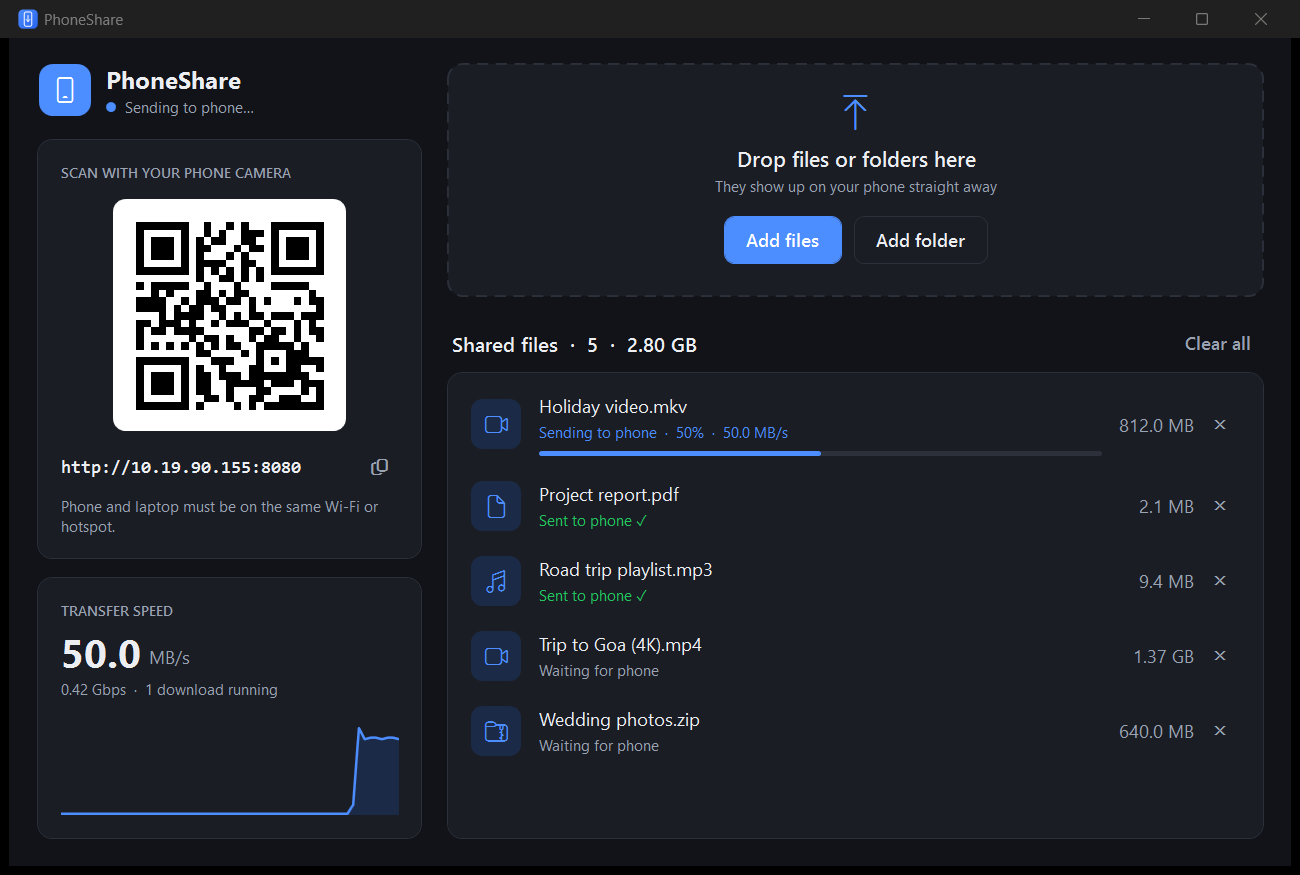 PhoneShare
PhoneShare
Sending to phone...
SCAN WITH YOUR PHONE CAMERA
http://10.19.90.155:8080
Phone and laptop must be on the same Wi-Fi or
hotspot.
TRANSFER SPEED
50.0 MB/s
0.42 Gbps · 1 download running
Drop files or folders here
They show up on your phone straight away
Add files Add folder
Shared files · 5 · 2.80 GB Clear all
Holiday video.mkv
Sending to phone · 50% · 50.0 MB/s
812.0 MB ✕
Project report.pdf
Sent to phone ✓
2.1 MB ✕
Road trip playlist.mp3
Sent to phone ✓
9.4 MB ✕
Trip to Goa (4K).mp4
Waiting for phone
1.37 GB ✕
Wedding photos.zip
Waiting for phone
640.0 MB ✕